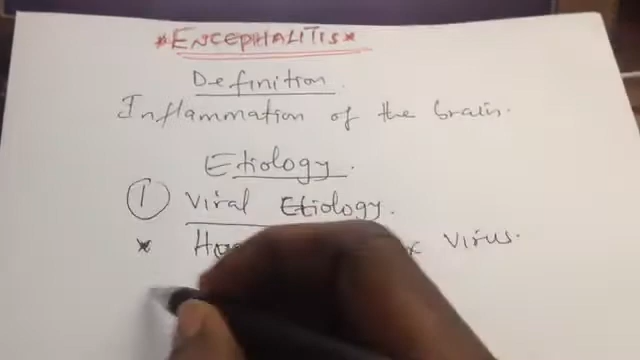 *ENCEPHALITIS*
Definition
Inflammation of the brain.
Etiology.
① Viral Etiology.
* virus.